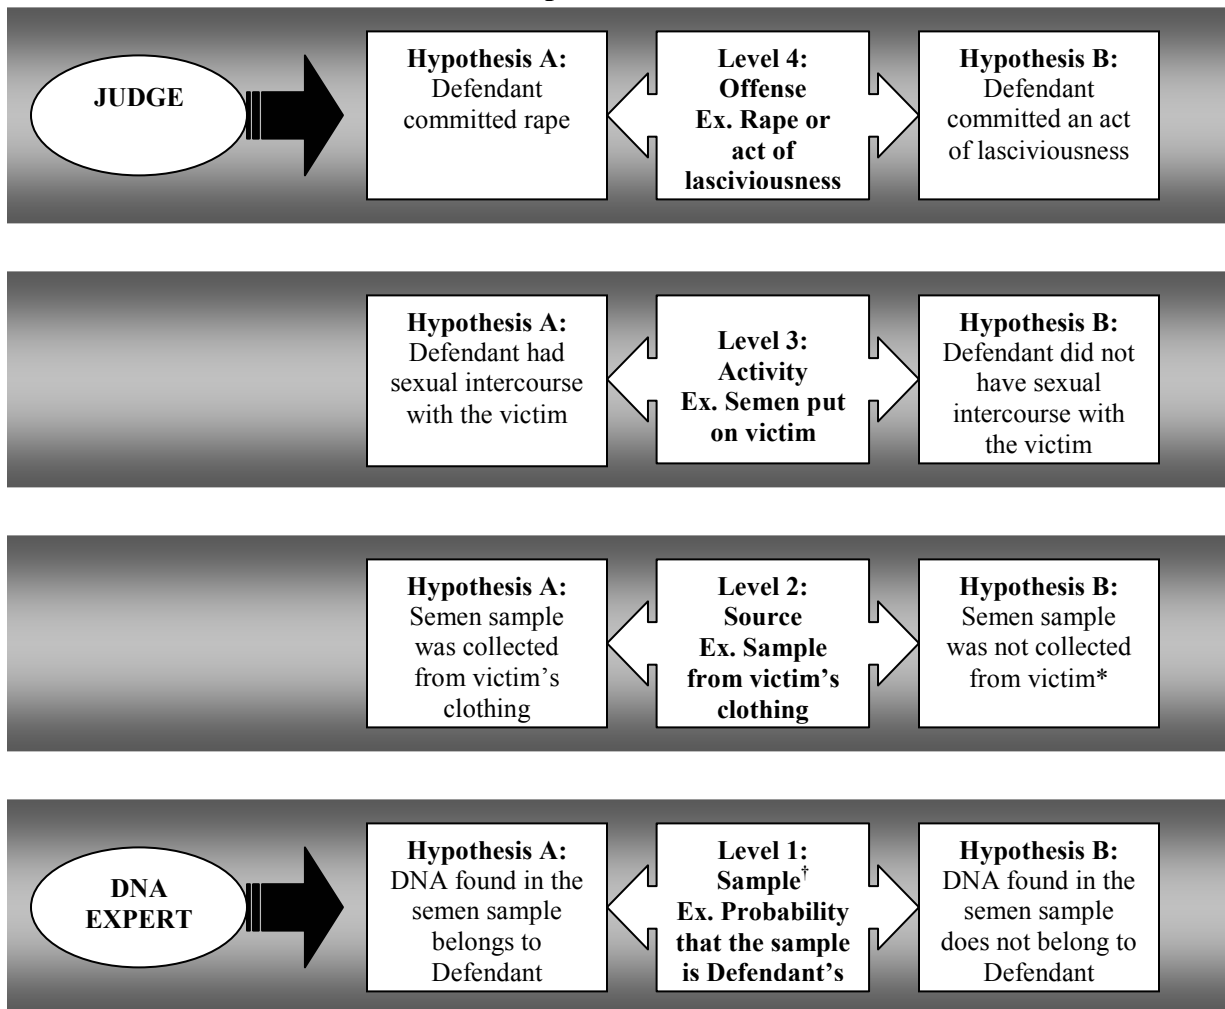 JUDGE
Hypothesis A:
Defendant
committed rape
Level 4:
Offense
Ex. Rape or
act of
lasciviousness
Hypothesis B:
Defendant
committed an act
of lasciviousness
Hypothesis A:
Defendant had
sexual intercourse
with the victim
Level 3:
Activity
Ex. Semen put
on victim
Hypothesis B:
Defendant did not
have sexual
intercourse with
the victim
Hypothesis A:
Semen sample
was collected
from victim’s
clothing
Level 2:
Source
Ex. Sample
from victim’s
clothing
Hypothesis B:
Semen sample
was not collected
from victim*
DNA
EXPERT
Hypothesis A:
DNA found in the
semen sample
belongs to
Defendant
Level 1:
Sample†
Ex. Probability
that the sample
is Defendant’s
Hypothesis B:
DNA found in the
semen sample
does not belong to
Defendant